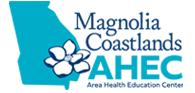 Magnolia
Coastlands
AHEC
Area Health Education Center